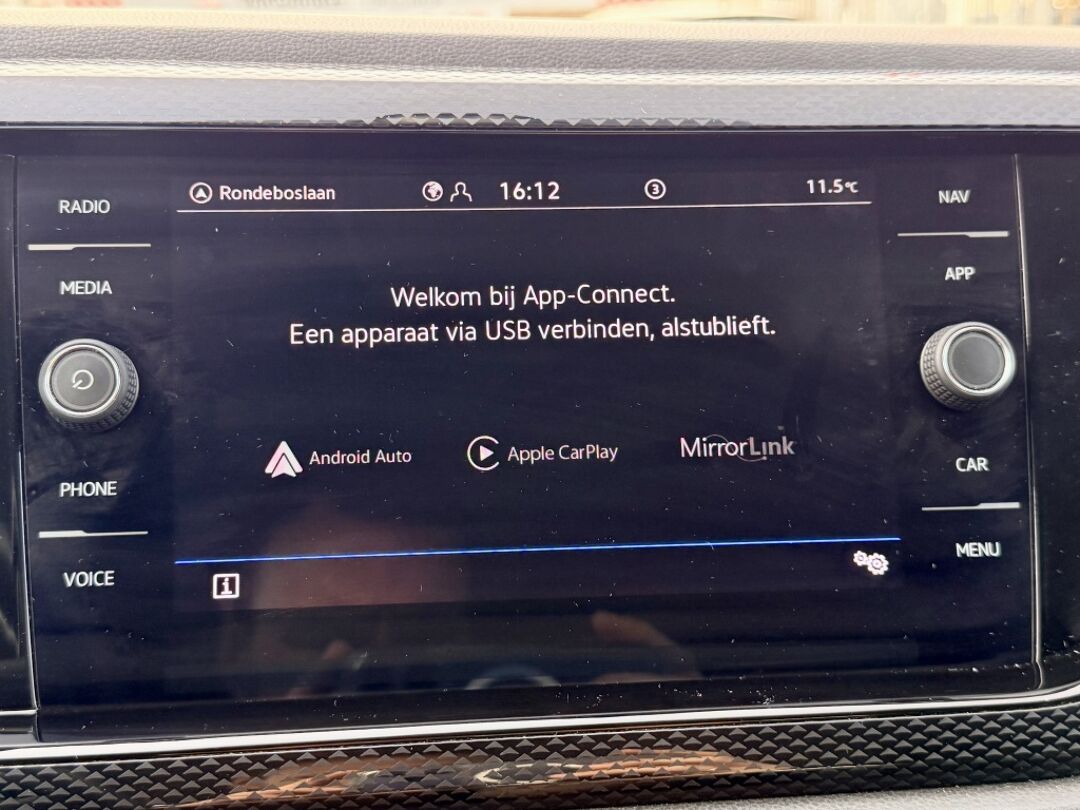 Rondeboslaan 16:12 3 11.5°C
RADIO
MEDIA
PHONE
VOICE
Welkom bij App-Connect.
Een apparaat via USB verbinden, alstublieft.
Android Auto Apple CarPlay MirrorLink
i
NAV
APP
CAR
MENU